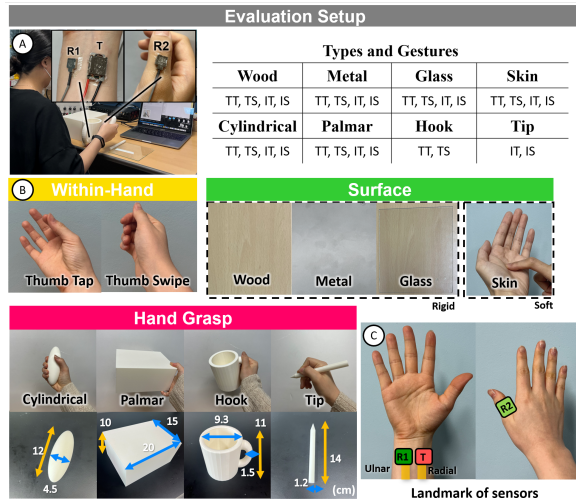 Evaluation Setup
A
R1
T
R2
Types and Gestures
Wood Metal Glass Skin
TT, TS, IT, IS TT, TS, IT, IS TT, TS, IT, IS TT, TS, IT, IS
Cylindrical Palmar Hook Tip
TT, TS, IT, IS TT, TS, IT, IS TT, TS IT, IS
B
Within-Hand
Thumb Tap
Thumb Swipe
Surface
Wood
Metal
Glass
Skin
Rigid
Soft
Hand Grasp
Cylindrical
Palmar
Hook
Tip
12
4.5
10
15
20
9.3
11
1.5
14
1.2
(cm)
C
R1
T
Ulnar
Radial
R2
Landmark of sensors